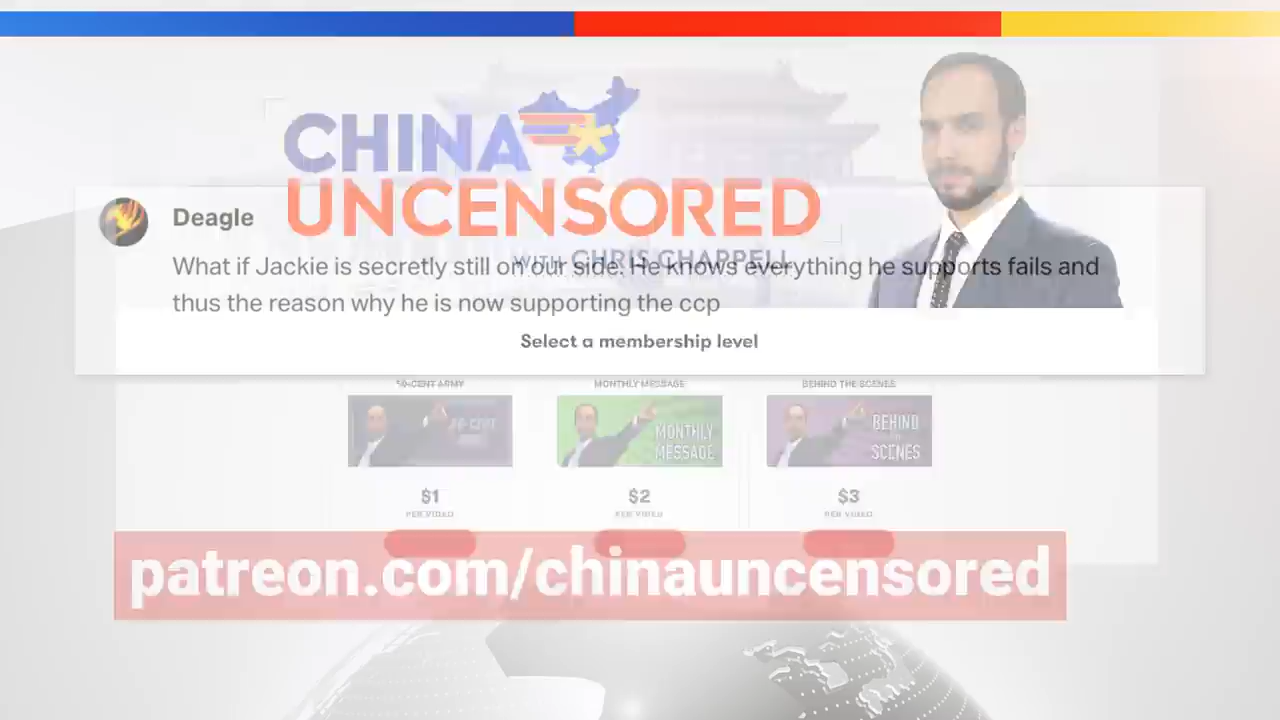 CHINA
UNCENSORED
WITH CHRIS CHAPPELL
Deagle
What if Jackie is secretly still on our side. He knows everything he supports fails and
thus the reason why he is now supporting the ccp
Select a membership level
50-CENT ARMY
MONTHLY MESSAGE
BEHIND THE SCENES
50-CENT
MONTHLY
MESSAGE
BEHIND
SCENES
$1
$2
$3
PER VIDEO
PER VIDEO
PER VIDEO
patreon.com/chinauncensored